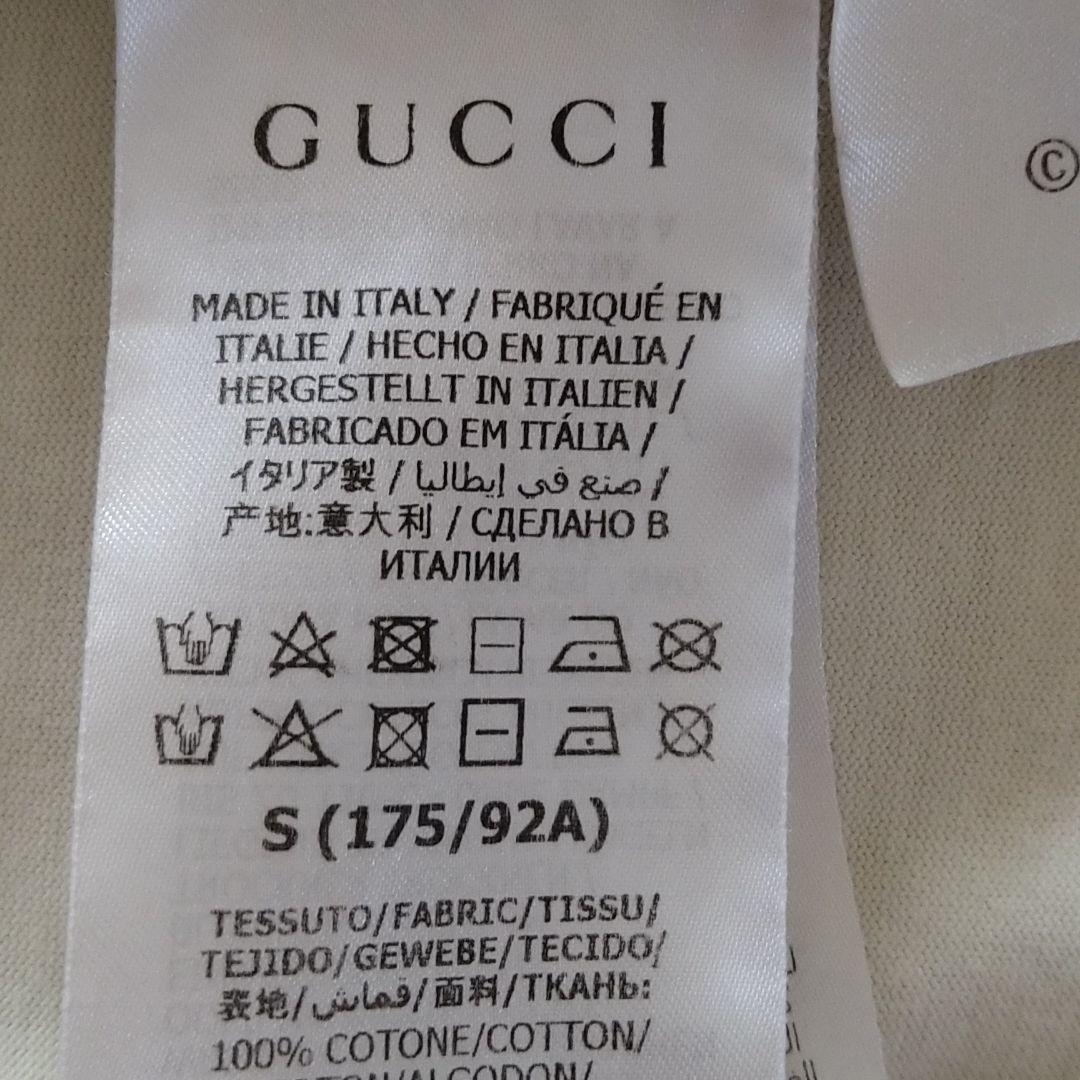 GUCCI
©
MADE IN ITALY / FABRIQUÉ EN
ITALIE / HECHO EN ITALIA /
HERGESTELLT IN ITALIEN /
FABRICADO EM ITÁLIA /
イタリア製 / صنع في إيطاليا /
产地:意大利 / СДЕЛАНО В
ИТАЛИИ
S (175/92A)
TESSUTO/FABRIC/TISSU/
TEJIDO/GEWEBE/TECIDO/
表地/قماش/面料/ТКАНЬ:
100% COTONE/COTTON/